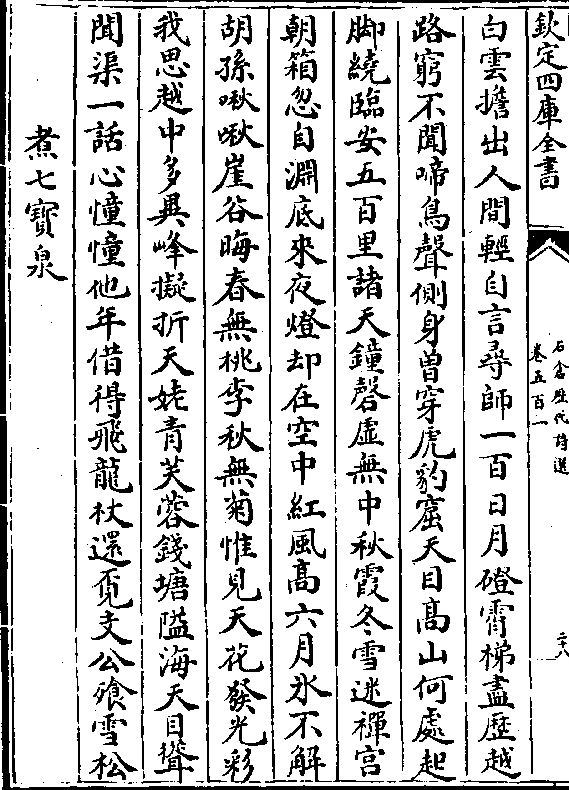 欽定四庫全書
石倉歷代詩選
卷五百一
二十八
白雲擔出人間輕自言尋師一百日月磴霄梯盡歷越
路窮不聞啼鳥聲側身曽穿虎豹窟天目髙山何處起
脚繞臨安五百里諸天鐘磬虚無中秋霞冬雪迷禪宫
朝箱忽自淵底來夜燈却在空中紅風髙六月氷不解
胡孫啾啾崖谷晦春無桃李秋無菊惟見天花發光彩
我思越中多異峰擬折天姥青芙蓉錢塘隘海天目聳
聞渠一話心憧憧他年借得飛龍杖還覔支公飱雪松
煮七寶泉